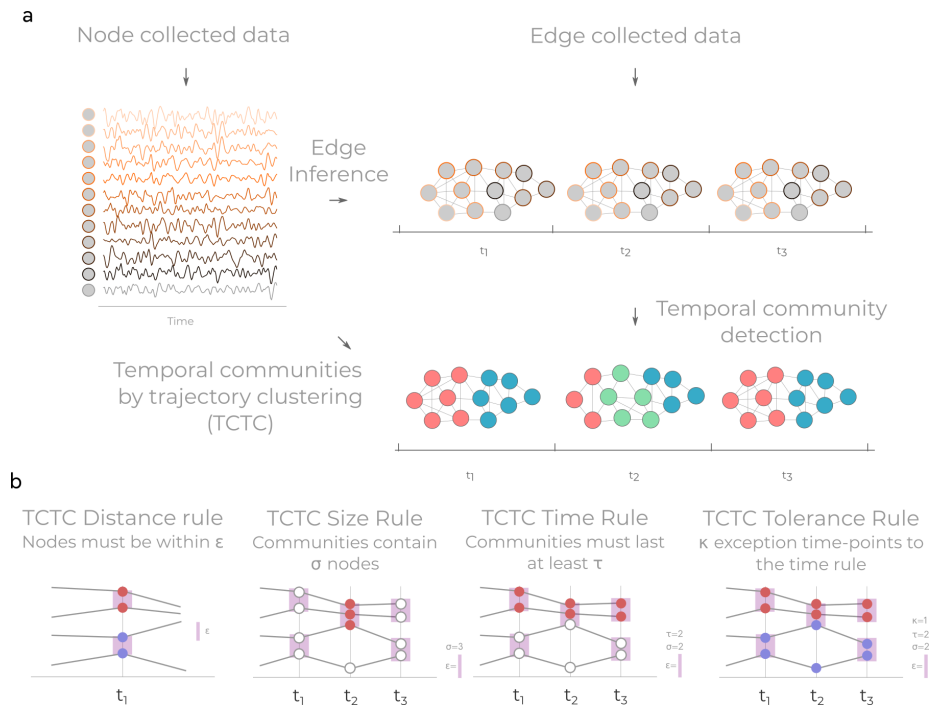 a
Node collected data
Edge collected data
Edge
Inference
t1
t2
t3
Time
Temporal community
detection
Temporal communities
by trajectory clustering
(TCTC)
t1
t2
t3
b
TCTC Distance rule
Nodes must be within ε
ε
t1
TCTC Size Rule
Communities contain
σ nodes
σ=3
ε=
t1
t2
t3
TCTC Time Rule
Communities must last
at least τ
τ=2
σ=2
ε=
t1
t2
t3
TCTC Tolerance Rule
κ exception time-points to
the time rule
κ=1
τ=2
σ=2
ε=
t1
t2
t3